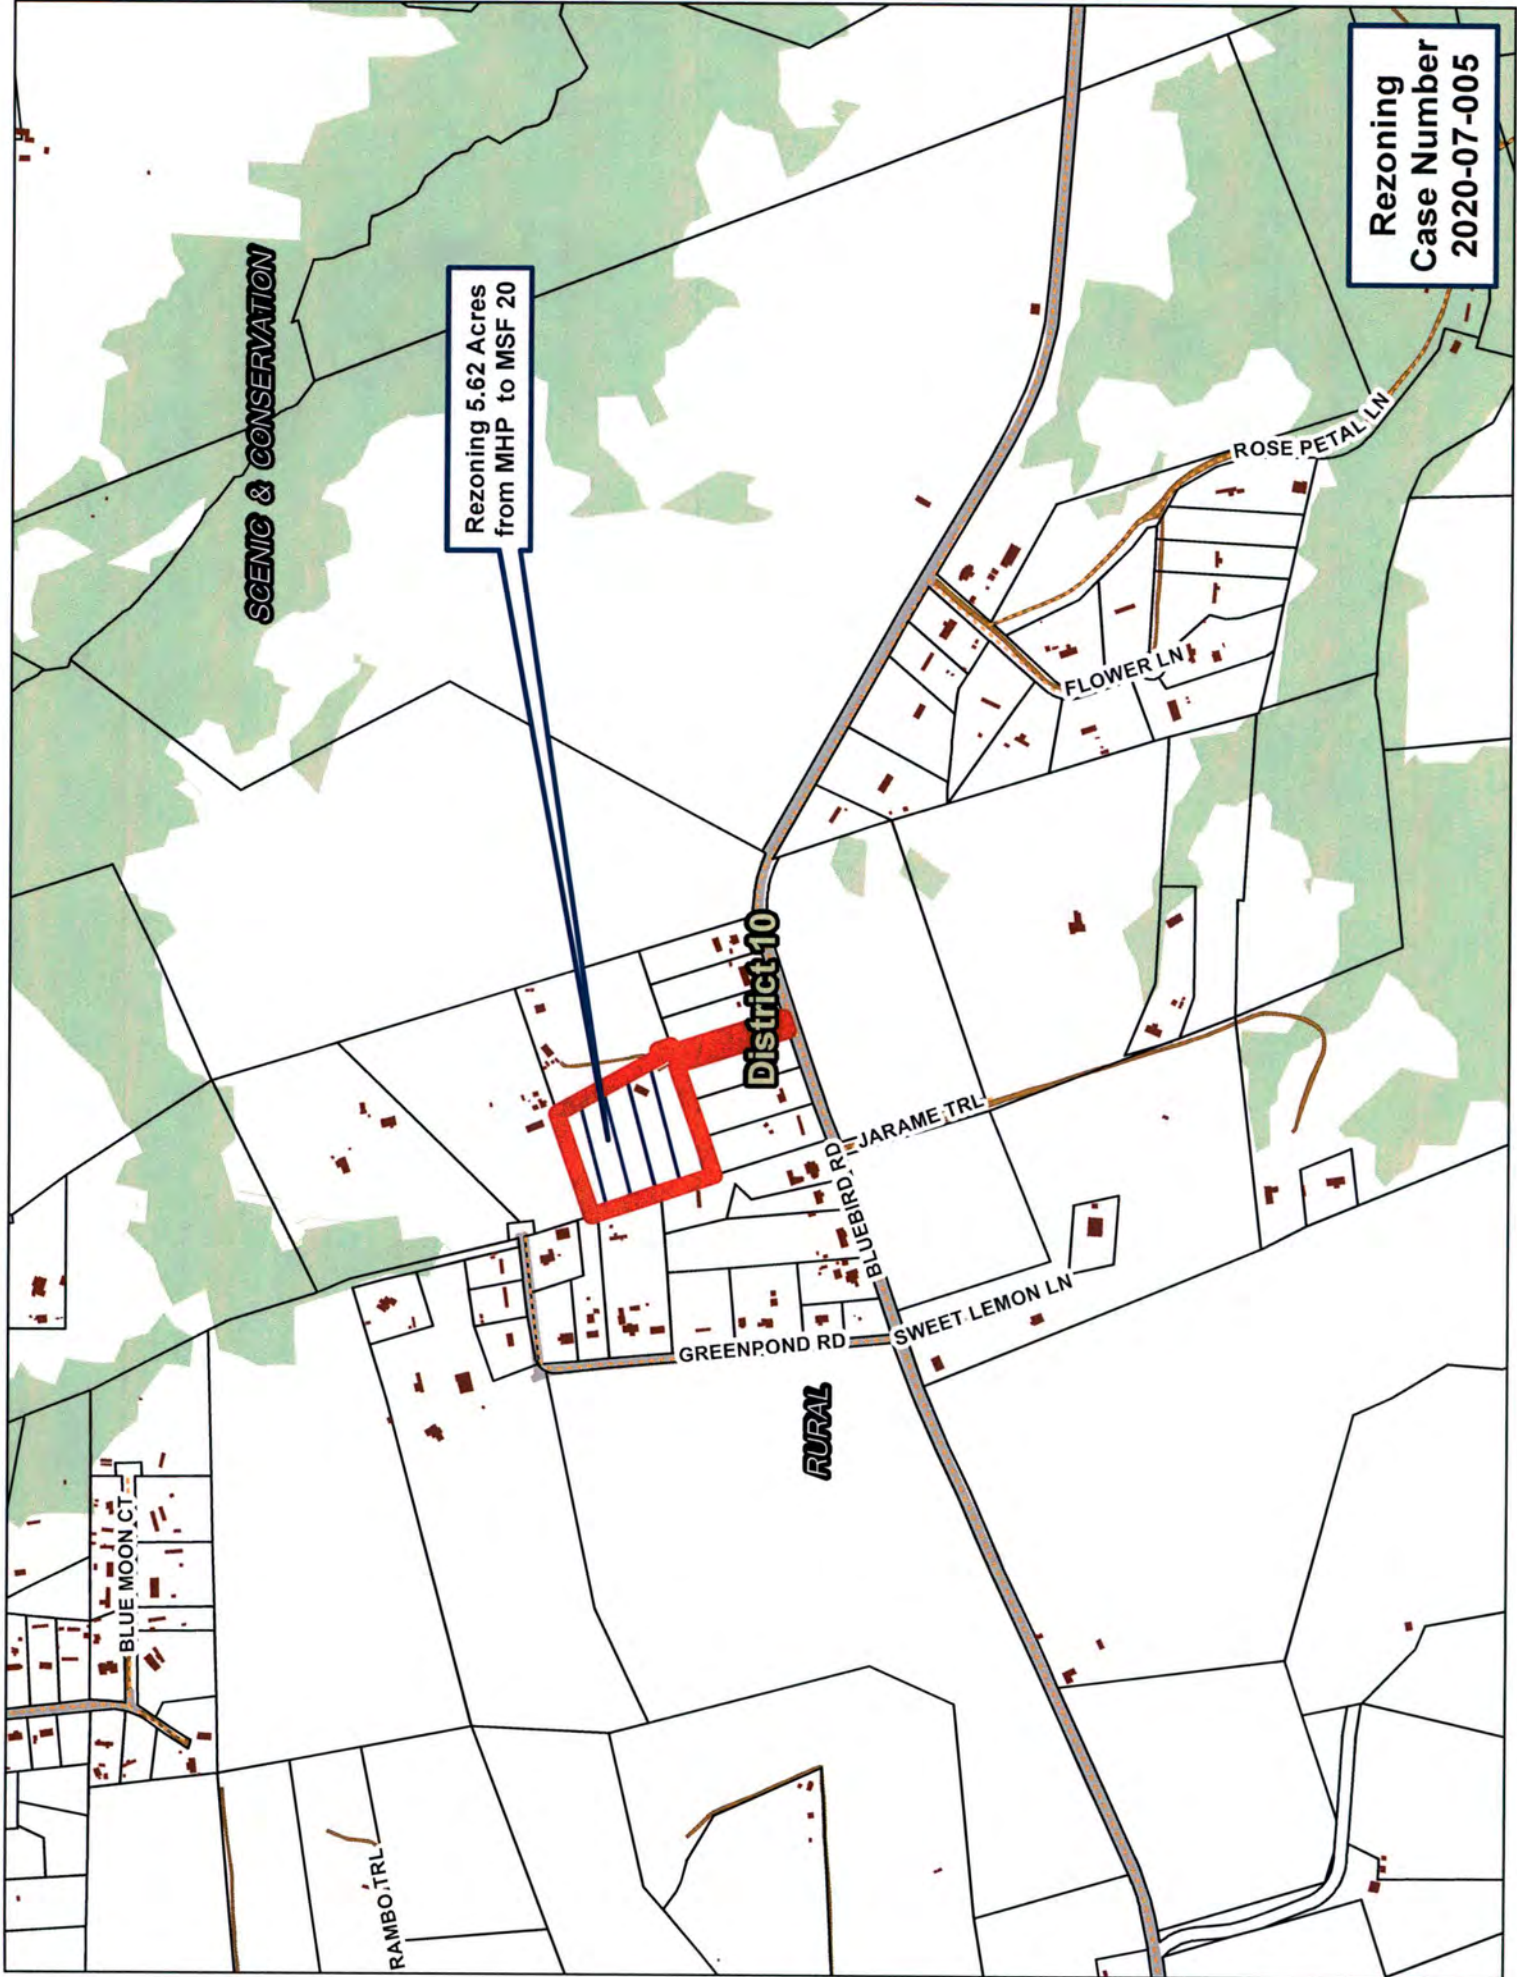 Rezoning
Case Number
2020-07-005
SCENIC & CONSERVATION
Rezoning 5.62 Acres
from MHP to MSF 20
ROSE PETAL LN
FLOWER LN
District 10
JARAME TRL
BLUEBIRD RD
SWEET LEMON LN
GREENPOND RD
RURAL
BLUE MOON CT
RAMBO TRL